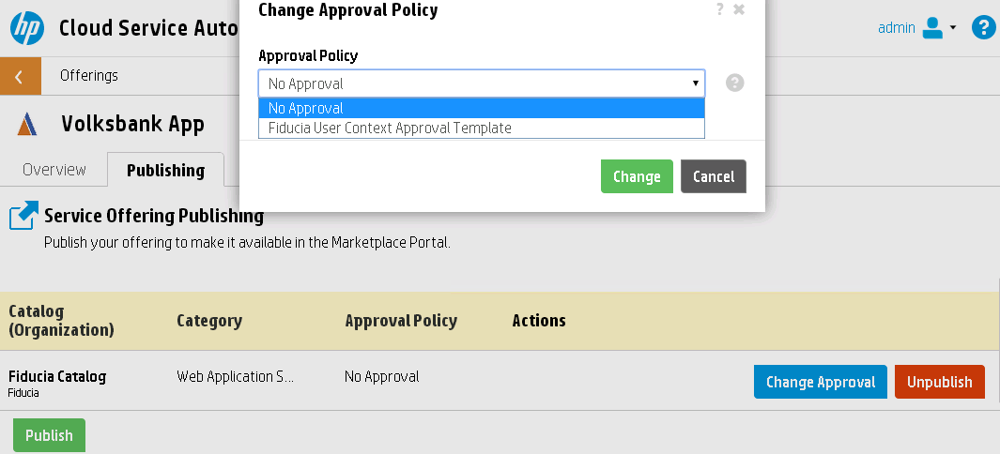 Change Approval Policy ? ✖
hp Cloud Service Auto
admin ?
Approval Policy
Offerings
No Approval ?
No Approval
Fiducia User Context Approval Template
Volksbank App
Overview Publishing
Change Cancel
Service Offering Publishing
Publish your offering to make it available in the Marketplace Portal.
Catalog
(Organization) Category Approval Policy Actions
Fiducia Catalog Web Application S... No Approval Change Approval Unpublish
Fiducia
Publish